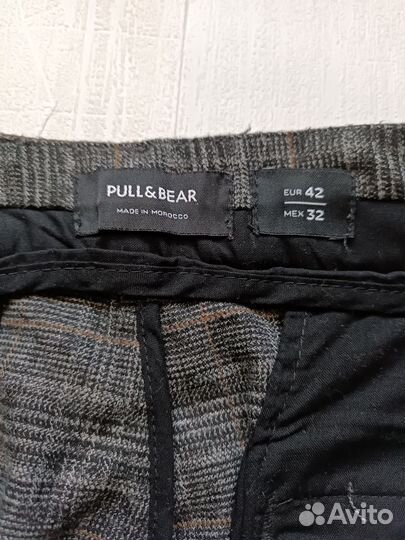 PULL&BEAR
MADE IN MOROCCO
EUR 42
MEX 32
Avito